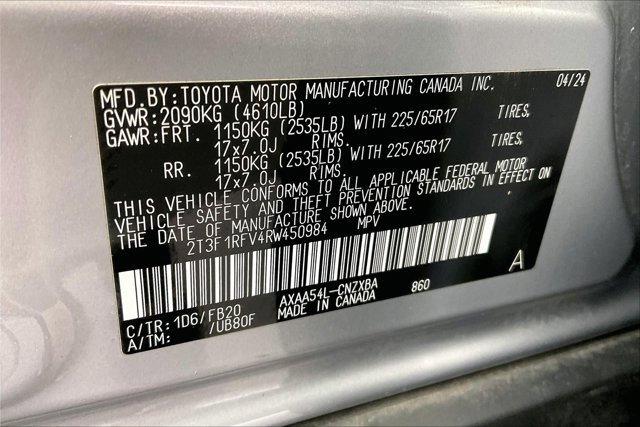 MFD.BY:TOYOTA MOTOR MANUFACTURING CANADA INC. 04/24
GVWR:2090KG (4610LB)
GAWR:FRT. 1150KG (2535LB) WITH 225/65R17 TIRES,
17x7.0J RIMS.
RR. 1150KG (2535LB) WITH 225/65R17 TIRES,
17x7.0J RIMS.
THIS VEHICLE CONFORMS TO ALL APPLICABLE FEDERAL MOTOR
VEHICLE SAFETY AND THEFT PREVENTION STANDARDS IN EFFECT ON
THE DATE OF MANUFACTURE SHOWN ABOVE.
2T3F1RFV4RW450984 MPV
A
C/TR:1D6/FB20 AXAA54L-CNZXBA 860
A/TM: /UB80F MADE IN CANADA